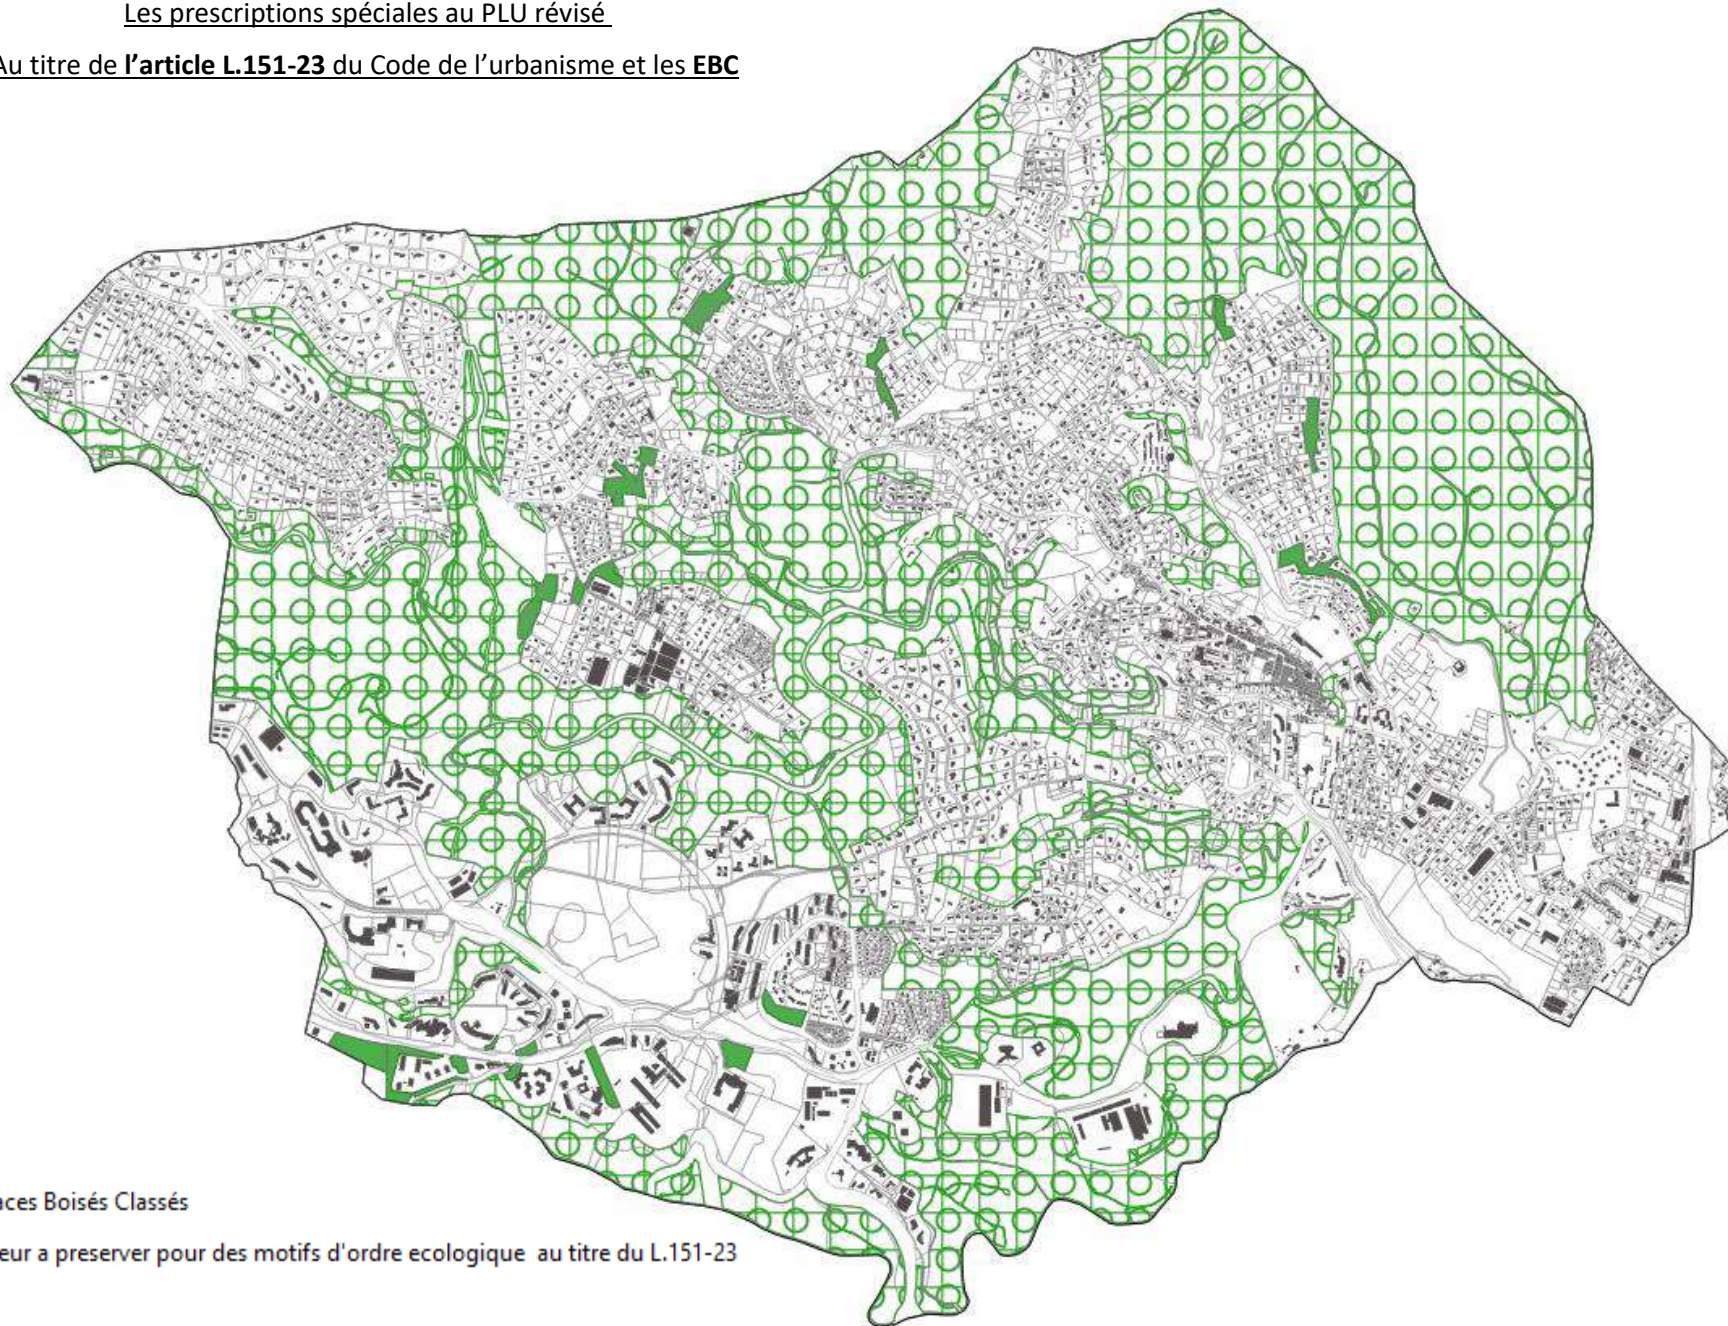 Les prescriptions spéciales au PLU révisé
Au titre de l'article L.151-23 du Code de l'urbanisme et les EBC
aces Boisés Classés
eur a preserver pour des motifs d'ordre ecologique au titre du L.151-23